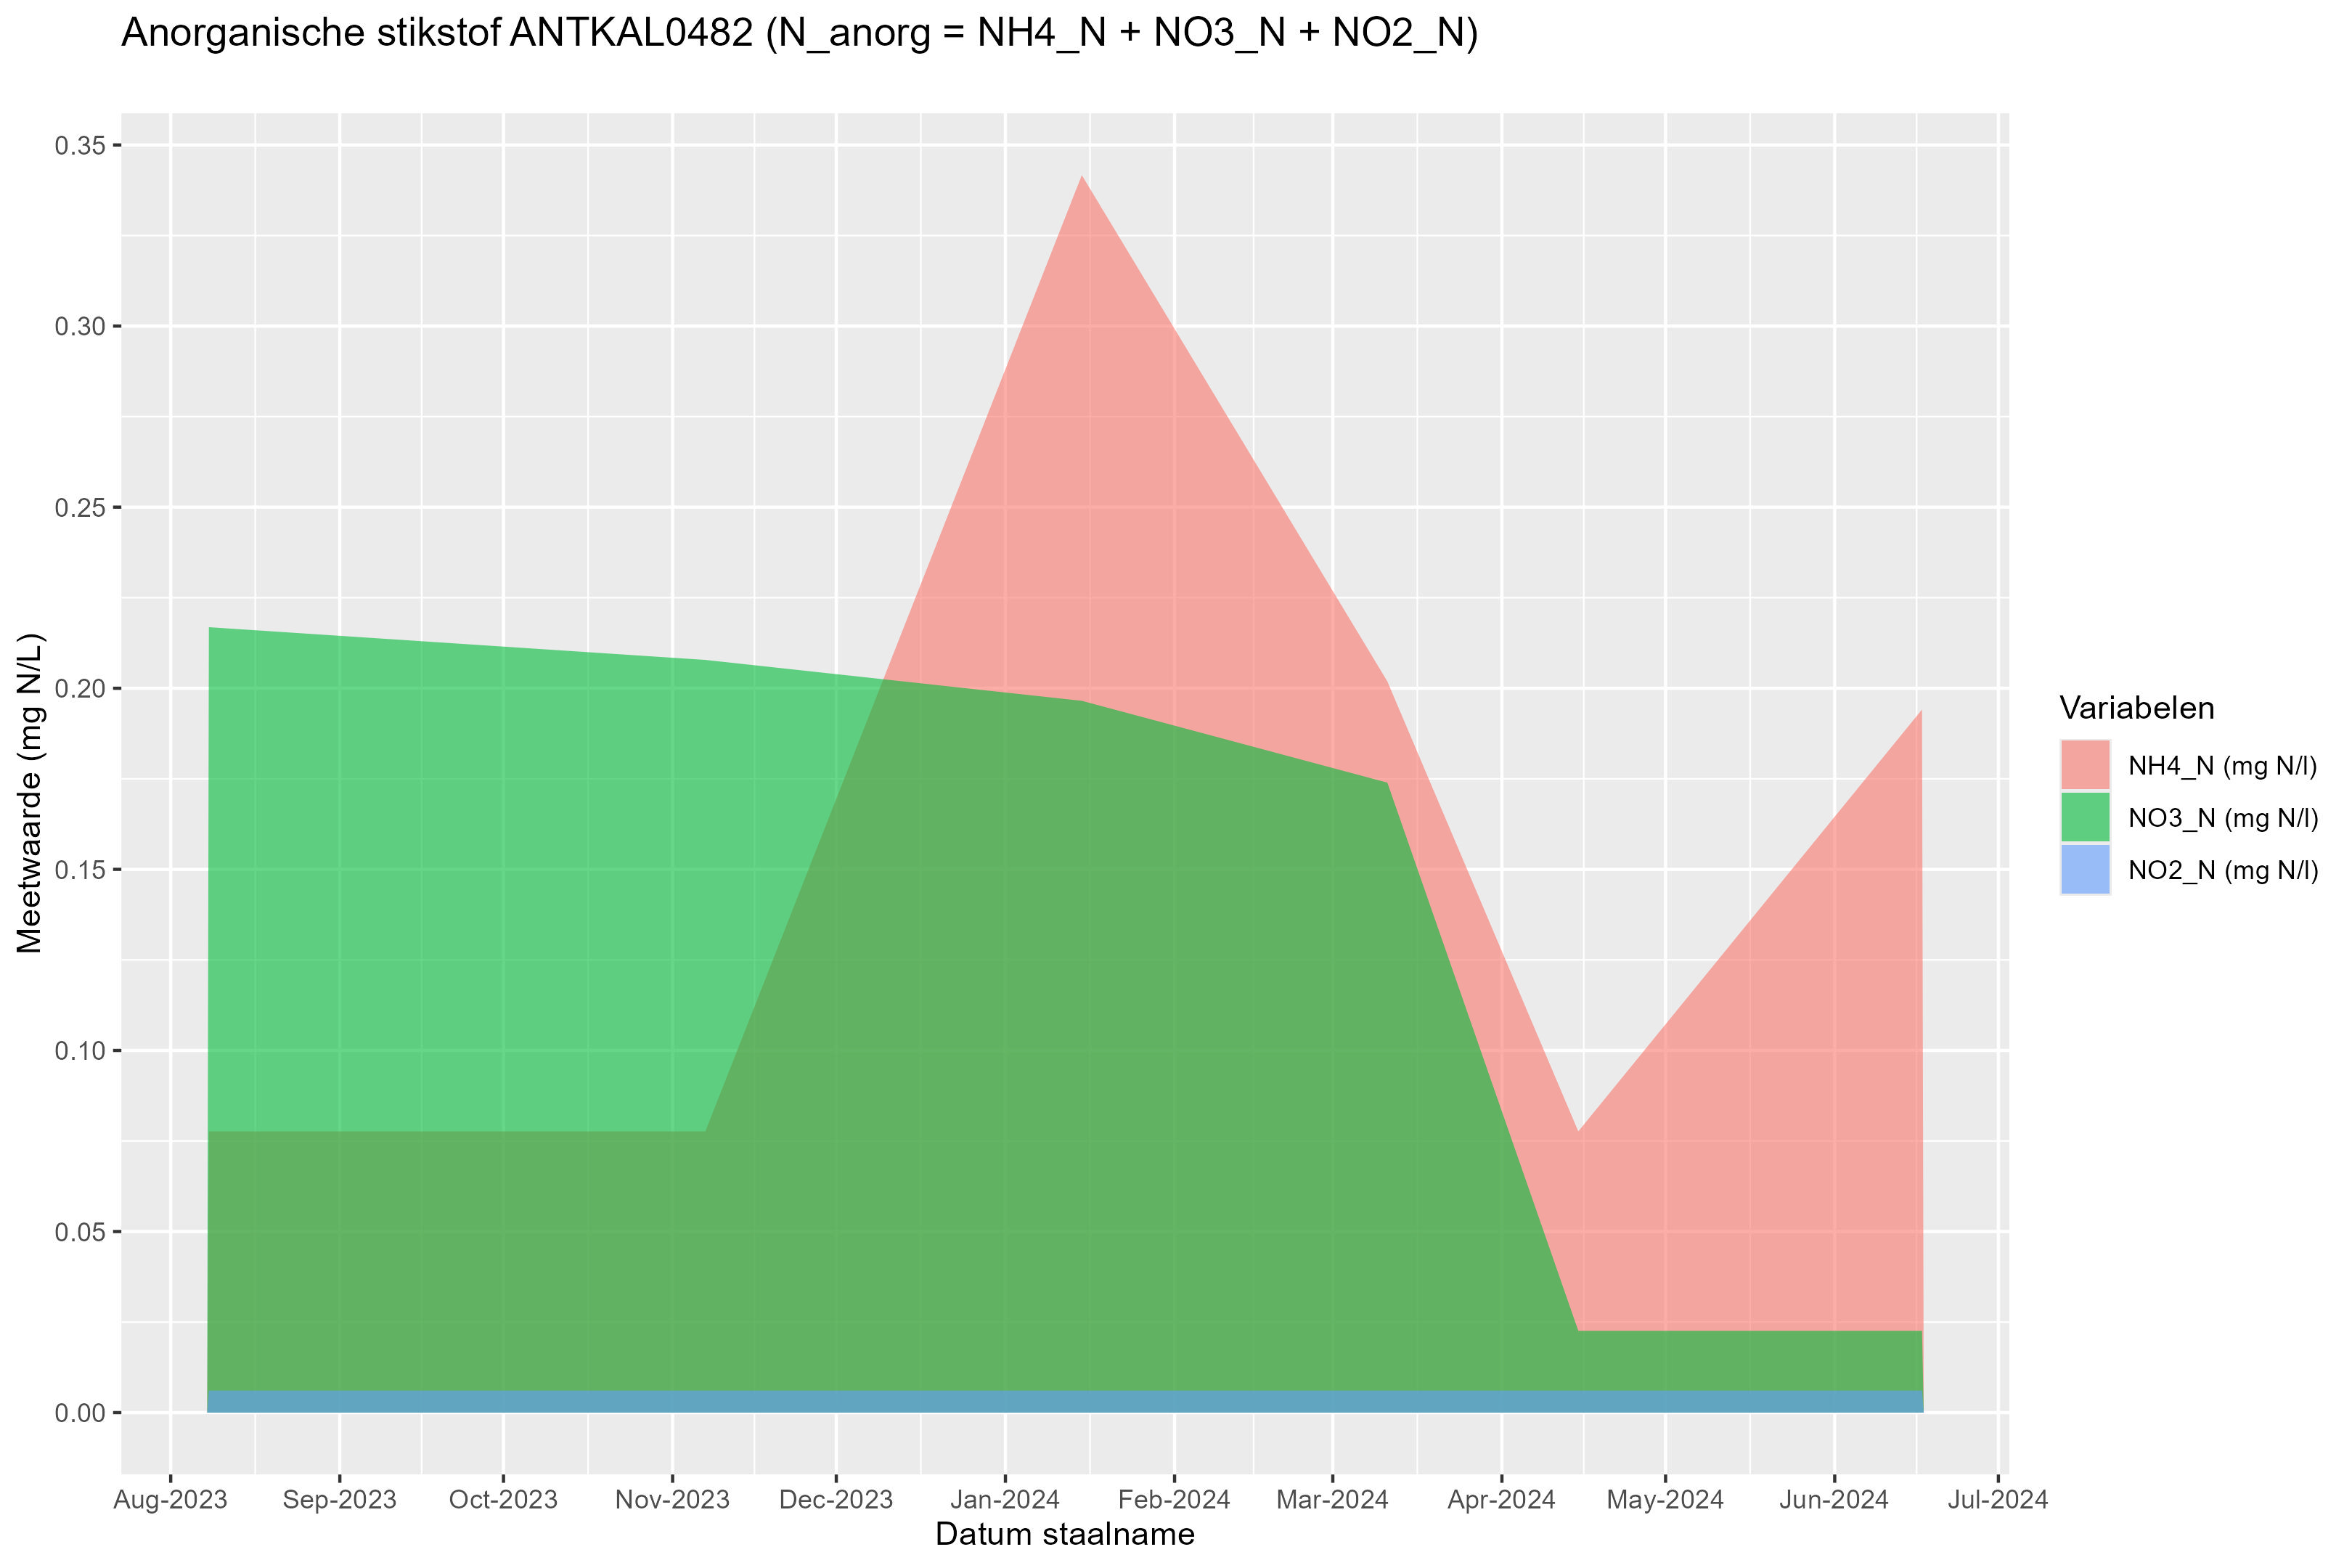 Anorganische stikstof ANTKAL0482 (N_anorg = NH4_N + NO3_N + NO2_N)
0.35
0.30
0.25
0.20
0.15
0.10
0.05
0.00
Meetwaarde (mg N/L)
Aug-2023 Sep-2023 Oct-2023 Nov-2023 Dec-2023 Jan-2024 Feb-2024 Mar-2024 Apr-2024 May-2024 Jun-2024 Jul-2024
Datum staalname
Variabelen
NH4_N (mg N/l)
NO3_N (mg N/l)
NO2_N (mg N/l)